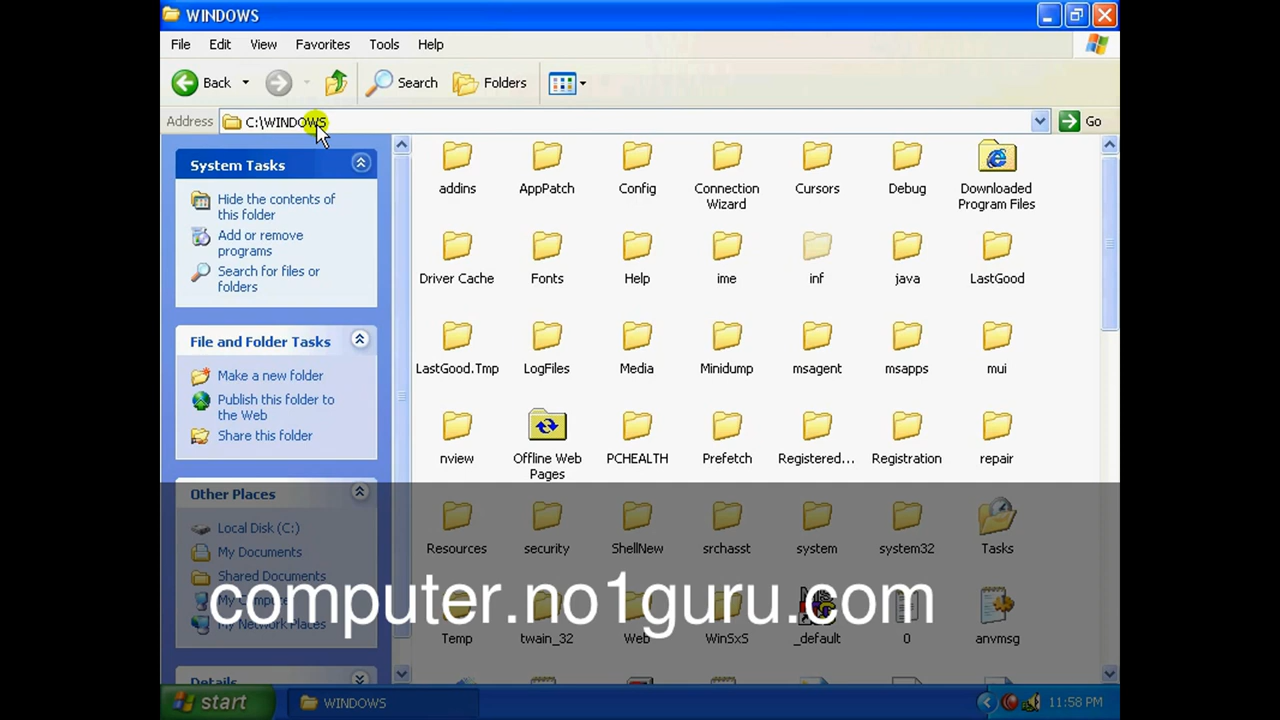 WINDOWS
File Edit View Favorites Tools Help
Back Search Folders
Address C:\WINDOWS Go
System Tasks
Hide the contents of
this folder
Add or remove
programs
Search for files or
folders
File and Folder Tasks
Make a new folder
Publish this folder to
the Web
Share this folder
Other Places
Local Disk (C:)
My Documents
Shared Documents
My Computer
My Network Places
Details
addins AppPatch Config Connection Wizard Cursors Debug Downloaded Program Files
Driver Cache Fonts Help ime inf java LastGood
LastGood.Tmp LogFiles Media Minidump msagent msapps mui
nview Offline Web Pages PCHEALTH Prefetch Registered... Registration repair
Resources security ShellNew srchasst system system32 Tasks
Temp twain_32 Web WinSxS _default 0 anvmsg
computer.no1guru.com
start WINDOWS 11:58 PM